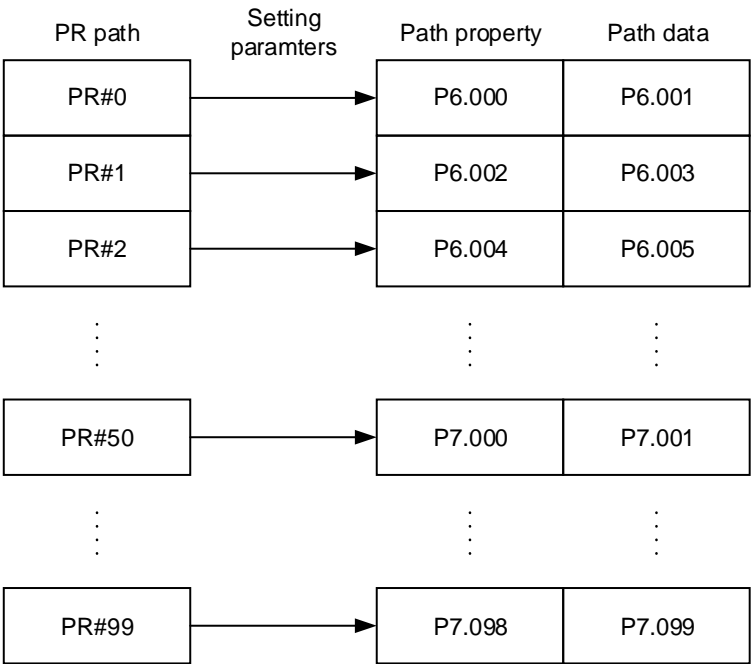 PR path
Setting
paramters
Path property
Path data
PR#0
P6.000
P6.001
PR#1
P6.002
P6.003
PR#2
P6.004
P6.005
PR#50
P7.000
P7.001
PR#99
P7.098
P7.099